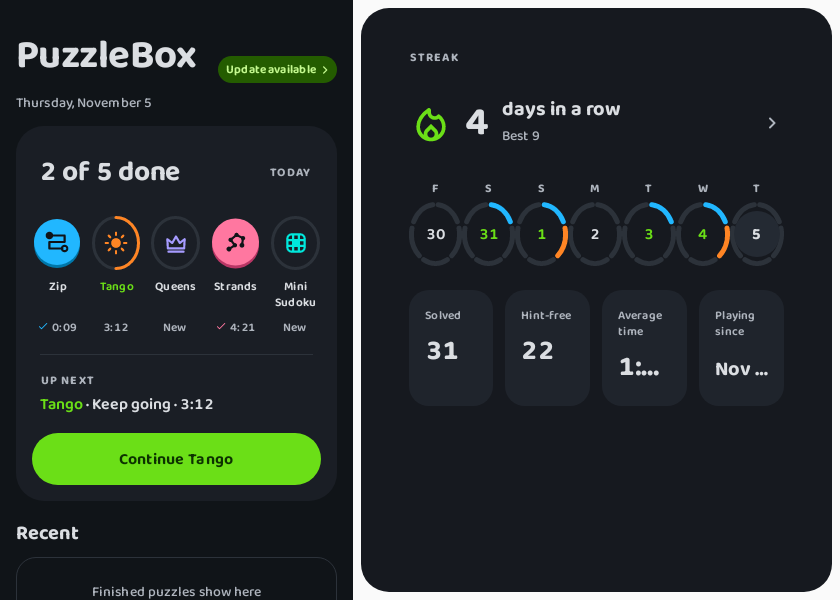 PuzzleBox
Update available
Thursday, November 5
2 of 5 done
TODAY
Zip
Tango
Queens
Strands
Mini
Sudoku
0:09
3:12
New
4:21
New
UP NEXT
Tango · Keep going · 3:12
Continue Tango
Recent
Finished puzzles show here
STREAK
4 days in a row
Best 9
F S S M T W T
30 31 1 2 3 4 5
Solved
31
Hint-free
22
Average
time
1:...
Playing
since
Nov ...